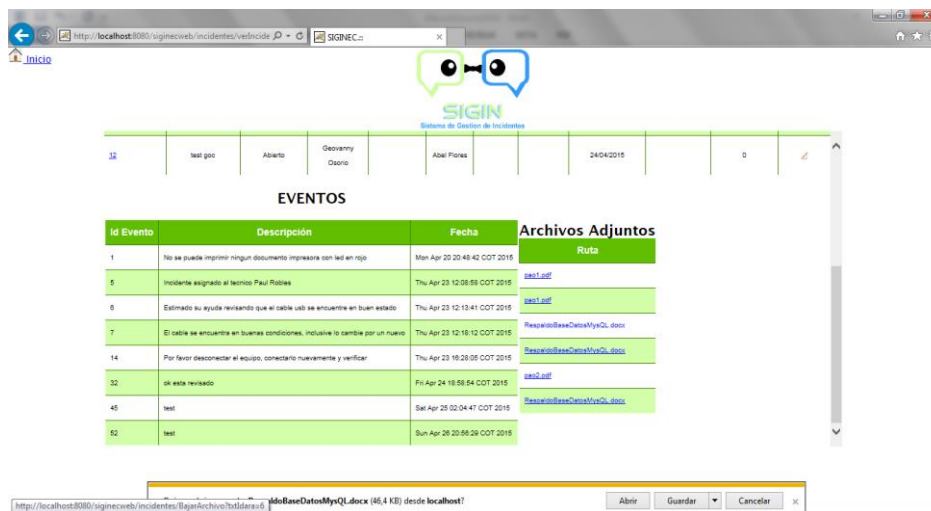 http://localhost:8080/siginecweb/incidentes/verIncide
SIGINEC.::
Inicio
SIGIN
Sistema de Gestion de Incidentes
12 test goo Abierto Geovanny Osorio Abel Flores 24/04/2015 0
EVENTOS
Id Evento Descripción Fecha
1 No se puede imprimir ningun documento impresora con led en rojo Mon Apr 20 20:48:42 COT 2015
5 Incidente asignado al tecnico Paul Robles Thu Apr 23 12:08:58 COT 2015
6 Estimado su ayuda revisando que el cable usb se encuentre en buen estado Thu Apr 23 12:13:41 COT 2015
7 El cable se encuentra en buenas condiciones, inclusive lo cambie por un nuevo Thu Apr 23 12:18:12 COT 2015
14 Por favor desconectar el equipo, conectarlo nuevamente y verificar Thu Apr 23 16:28:05 COT 2015
32 ok esta revisado Fri Apr 24 18:58:54 COT 2015
45 test Sat Apr 25 02:04:47 COT 2015
52 test Sun Apr 26 20:56:29 COT 2015
Archivos Adjuntos
Ruta
pao1.pdf
pao1.pdf
RespaldoBaseDatosMysQL.docx
RespaldoBaseDatosMysQL.docx
pao2.pdf
RespaldoBaseDatosMysQL.docx
ldoBaseDatosMysQL.docx (46,4 KB) desde localhost?
Abrir Guardar Cancelar
http://localhost:8080/siginecweb/incidentes/BajarArchivo?txtIdara=6